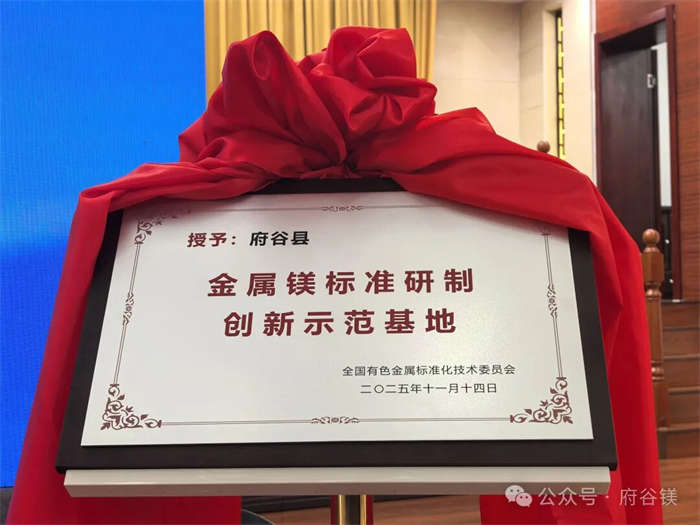 授予：府谷县
金属镁标准研制
创新示范基地
全国有色金属标准化技术委员会
二〇二五年十一月十四日
公众号·府谷镁